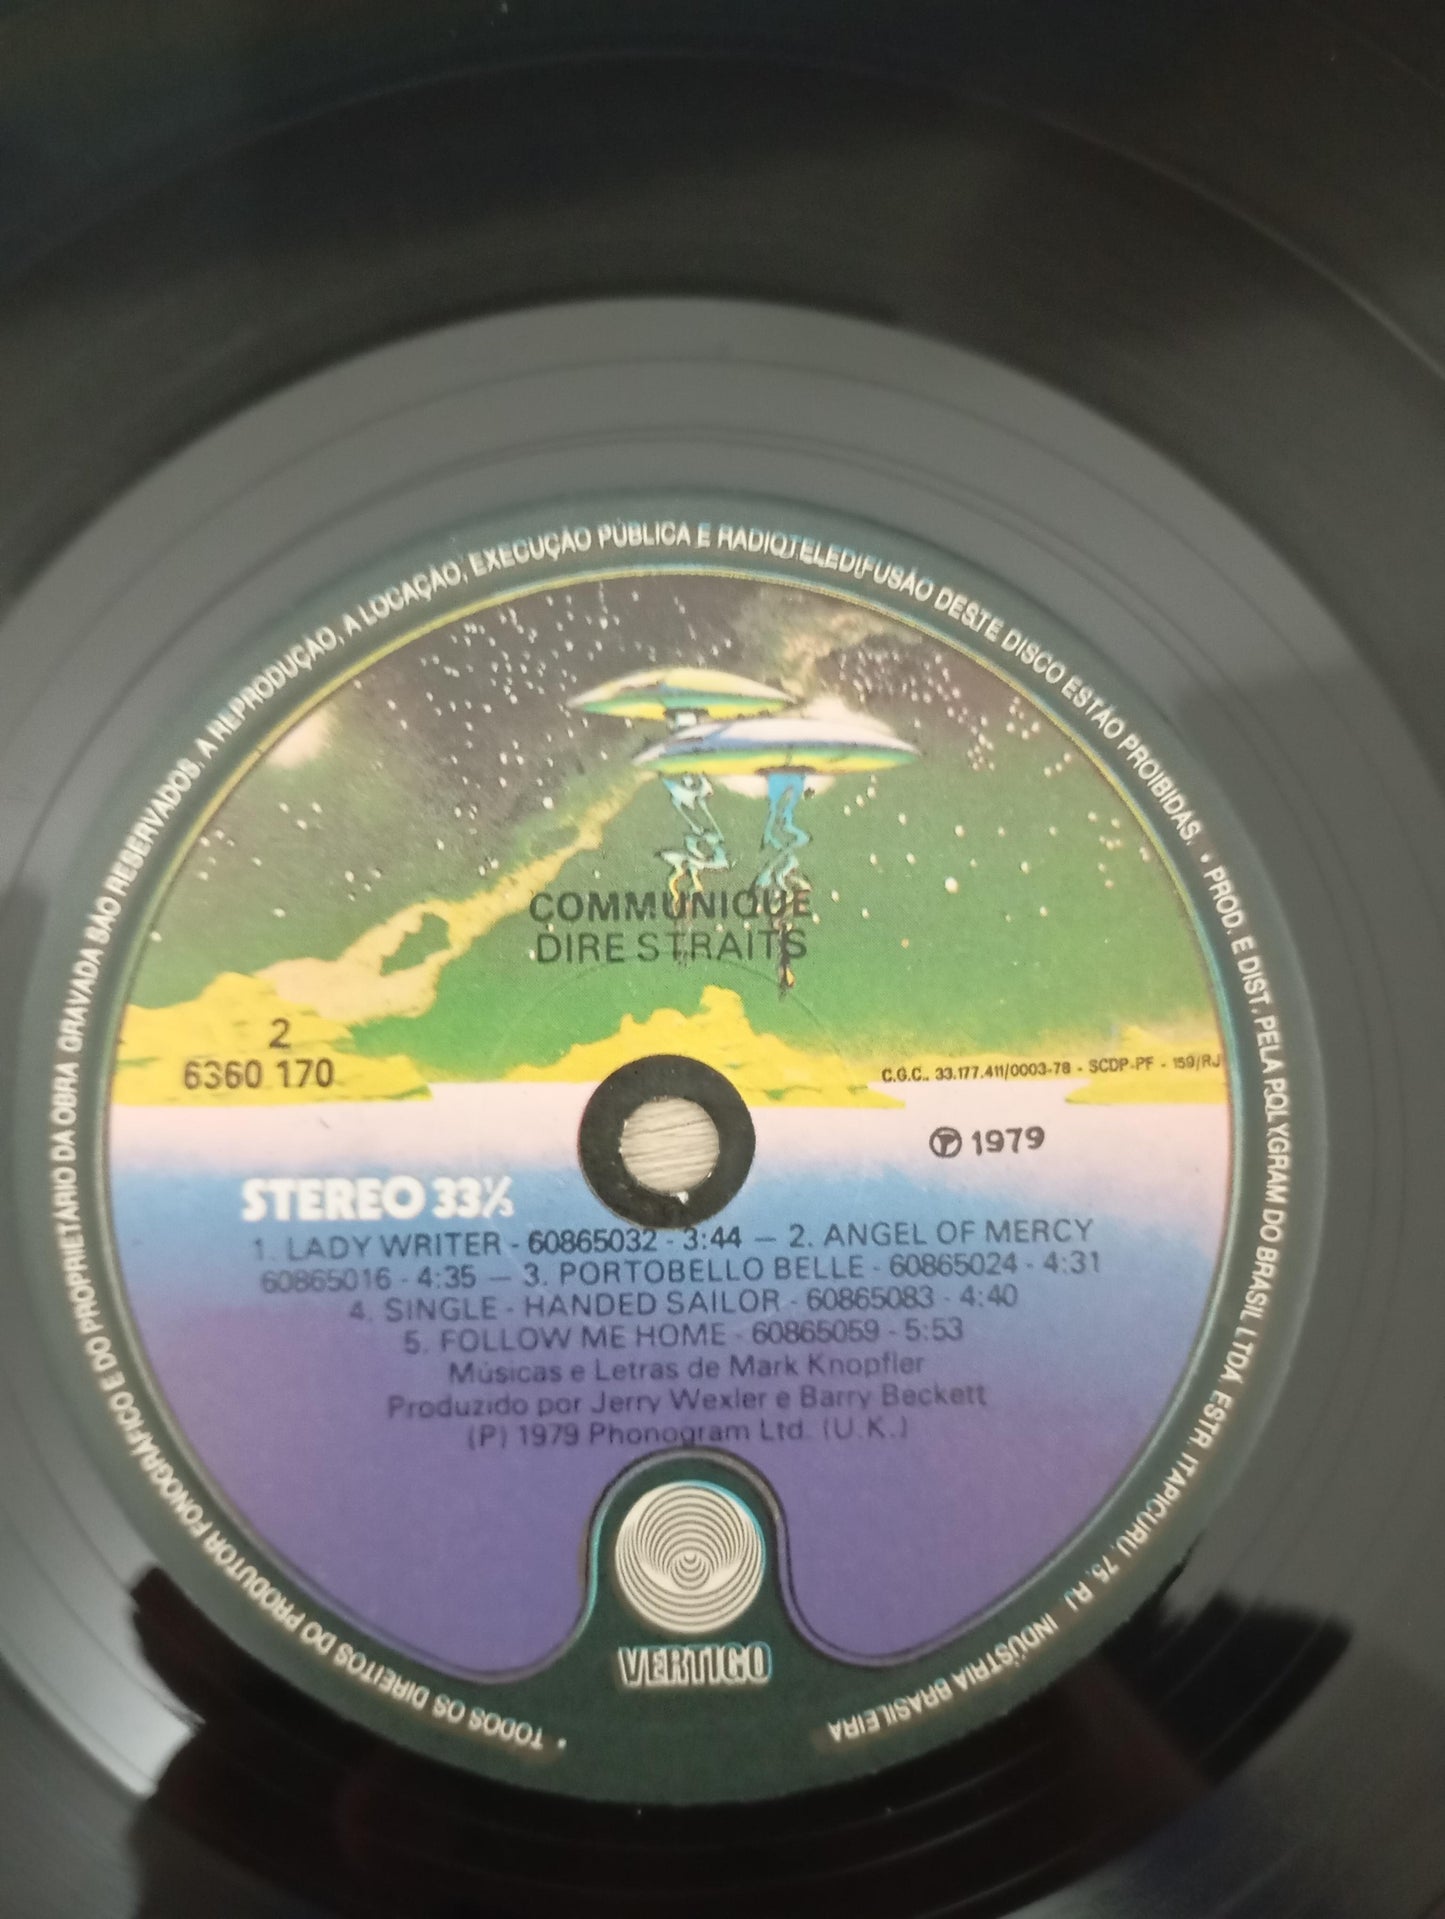 TODOS OS DIREITOS DO PRODUTOR FONOGRÁFICO E DO PROPRIETÁRIO DA OBRA GRAVADA SÃO RESERVADOS. A REPRODUÇÃO, A LOCAÇÃO, EXECUÇÃO PÚBLICA E RADIOTELEDIFUSÃO DESTE DISCO ESTÃO PROIBIDAS. • PROD. E DIST. PELA POLYGRAM DO BRASIL LTDA. ESTR. ITAPICURU, 75, RJ. INDÚSTRIA BRASILEIRA •
COMMUNIQUE
DIRE STRAITS
2
6360 170
C.G.C.. 33.177.411/0003-78 - SCDP-PF - 159/RJ
Ⓟ 1979
STEREO 33⅓
1. LADY WRITER - 60865032 - 3:44 — 2. ANGEL OF MERCY
60865016 - 4:35 — 3. PORTOBELLO BELLE - 60865024 - 4:31
4. SINGLE - HANDED SAILOR - 60865083 - 4:40
5. FOLLOW ME HOME - 60865059 - 5:53
Músicas e Letras de Mark Knopfler
Produzido por Jerry Wexler e Barry Beckett
(P) 1979 Phonogram Ltd. (U.K.)
VERTIGO